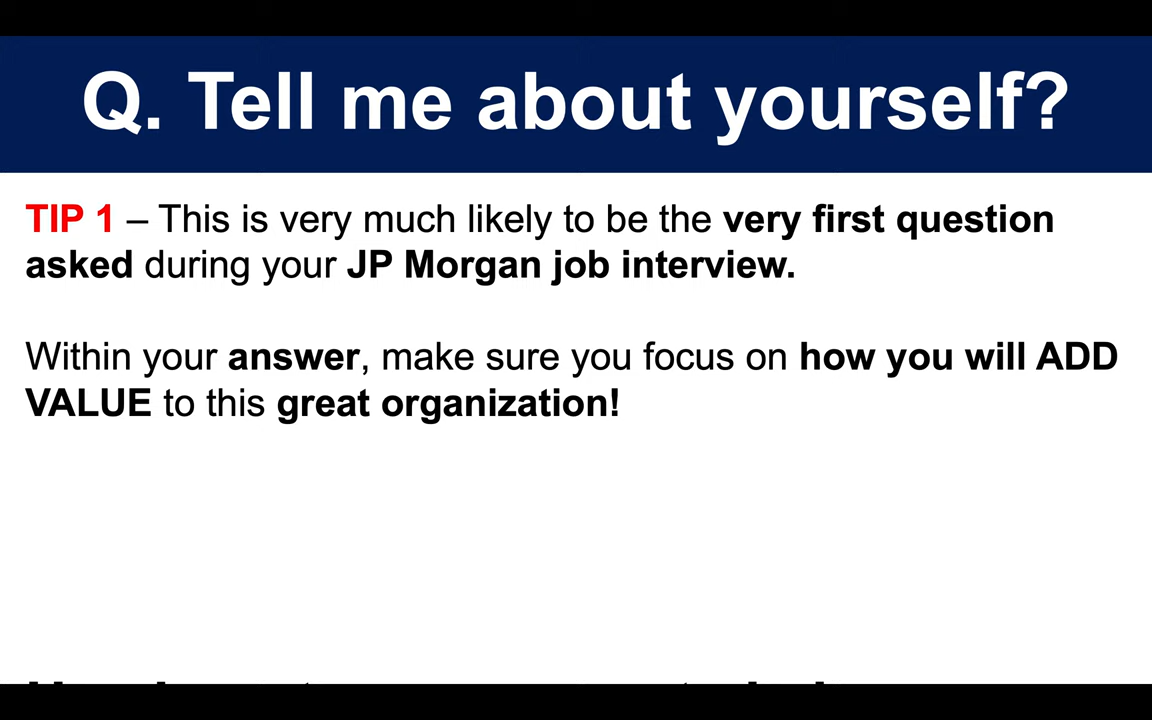 Q. Tell me about yourself?
TIP 1 – This is very much likely to be the very first question
asked during your JP Morgan job interview.
Within your answer, make sure you focus on how you will ADD
VALUE to this great organization!